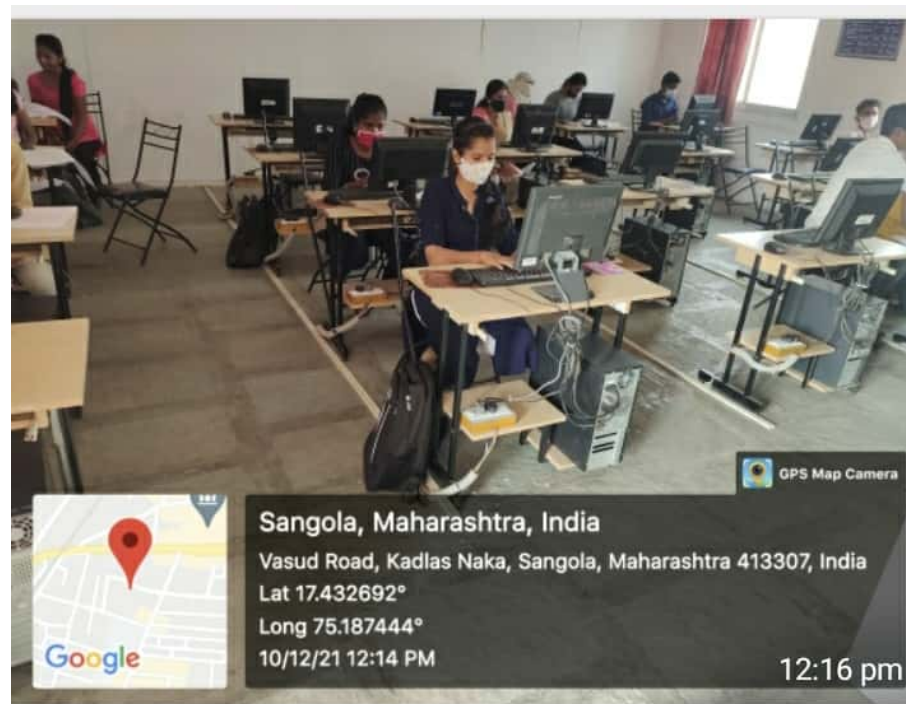 GPS Map Camera
Sangola, Maharashtra, India
Vasud Road, Kadlas Naka, Sangola, Maharashtra 413307, India
Lat 17.432692°
Long 75.187444°
10/12/21 12:14 PM
Google
12:16 pm